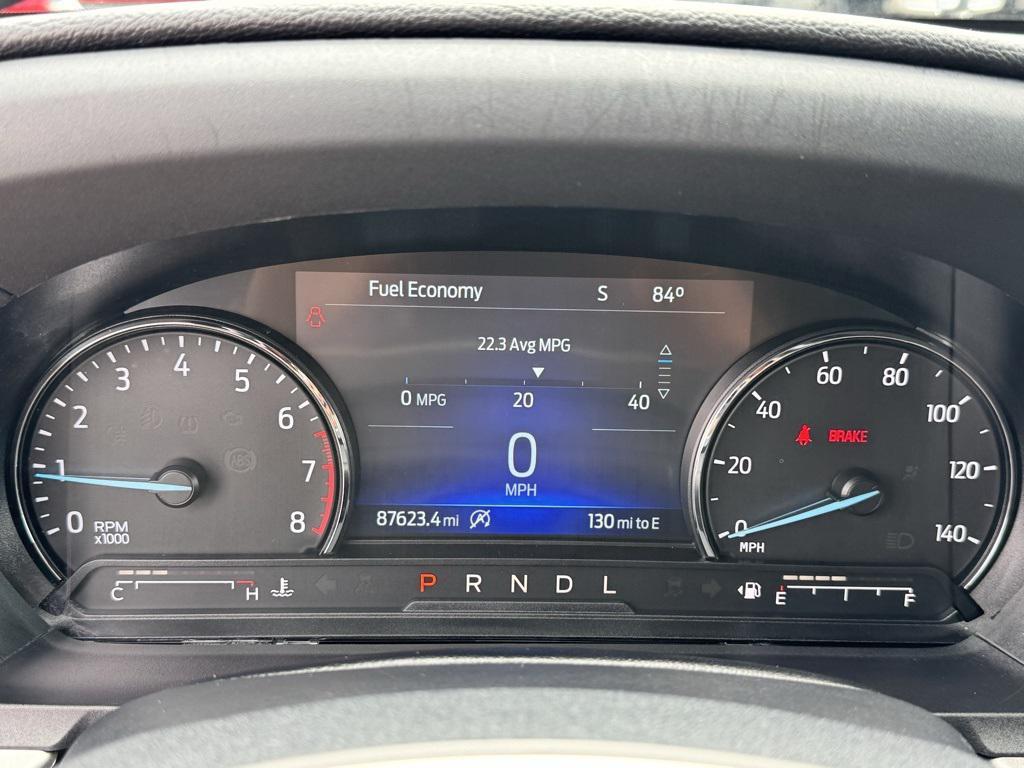 Fuel Economy S 84°
22.3 Avg MPG
0 MPG 20 40
0
MPH
87623.4 mi 130 mi to E
0 1 2 3 4 5 6 7 8
RPM
x1000
0 20 40 60 80 100 120 140
MPH
BRAKE
ABS
C H
P R N D L
E F